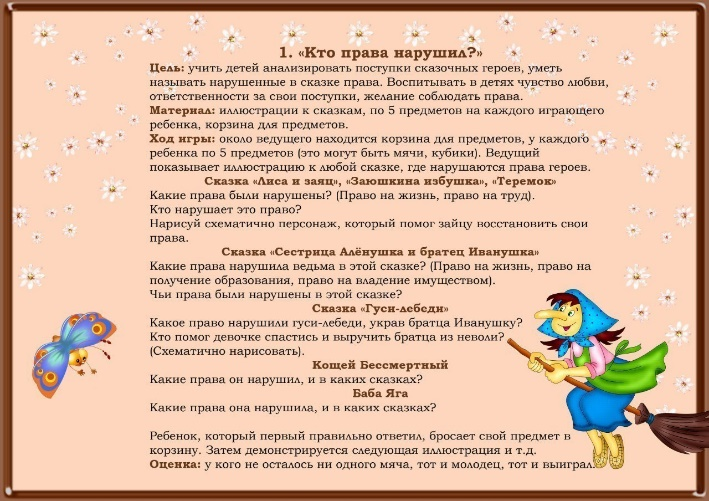 1. «Кто права нарушил?»
Цель: учить детей анализировать поступки сказочных героев, уметь
называть нарушенные в сказке права. Воспитывать в детях чувство любви,
ответственности за свои поступки, желание соблюдать права.
Материал: иллюстрации к сказкам, по 5 предметов на каждого играющего
ребенка, корзина для предметов.
Ход игры: около ведущего находится корзина для предметов, у каждого
ребенка по 5 предметов (это могут быть мячи, кубики). Ведущий
показывает иллюстрацию к любой сказке, где нарушаются права героев.
Сказка «Лиса и заяц», «Заюшкина избушка», «Теремок»
Какие права были нарушены? (Право на жизнь, право на труд).
Кто нарушает это право?
Нарисуй схематично персонаж, который помог зайцу восстановить свои
права.
Сказка «Сестрица Алёнушка и братец Иванушка»
Какие права нарушила ведьма в этой сказке? (Право на жизнь, право на
получение образования, право на владение имуществом).
Чьи права были нарушены в этой сказке?
Сказка «Гуси-лебеди»
Какое право нарушили гуси-лебеди, украв братца Иванушку?
Кто помог девочке спастись и выручить братца из неволи?
(Схематично нарисовать).
Кощей Бессмертный
Какие права он нарушил, и в каких сказках?
Баба Яга
Какие права она нарушила, и в каких сказках?
Ребенок, который первый правильно ответил, бросает свой предмет в
корзину. Затем демонстрируется следующая иллюстрация и т.д.
Оценка: у кого не осталось ни одного мяча, тот и молодец, тот и выиграл.